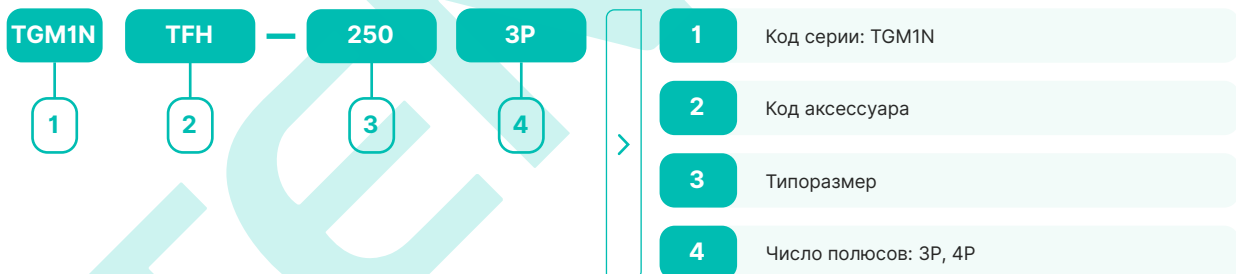 TGM1N TFH — 250 3P
1 2 3 4
1 Код серии: TGM1N
2 Код аксессуара
3 Типоразмер
4 Число полюсов: 3P, 4P